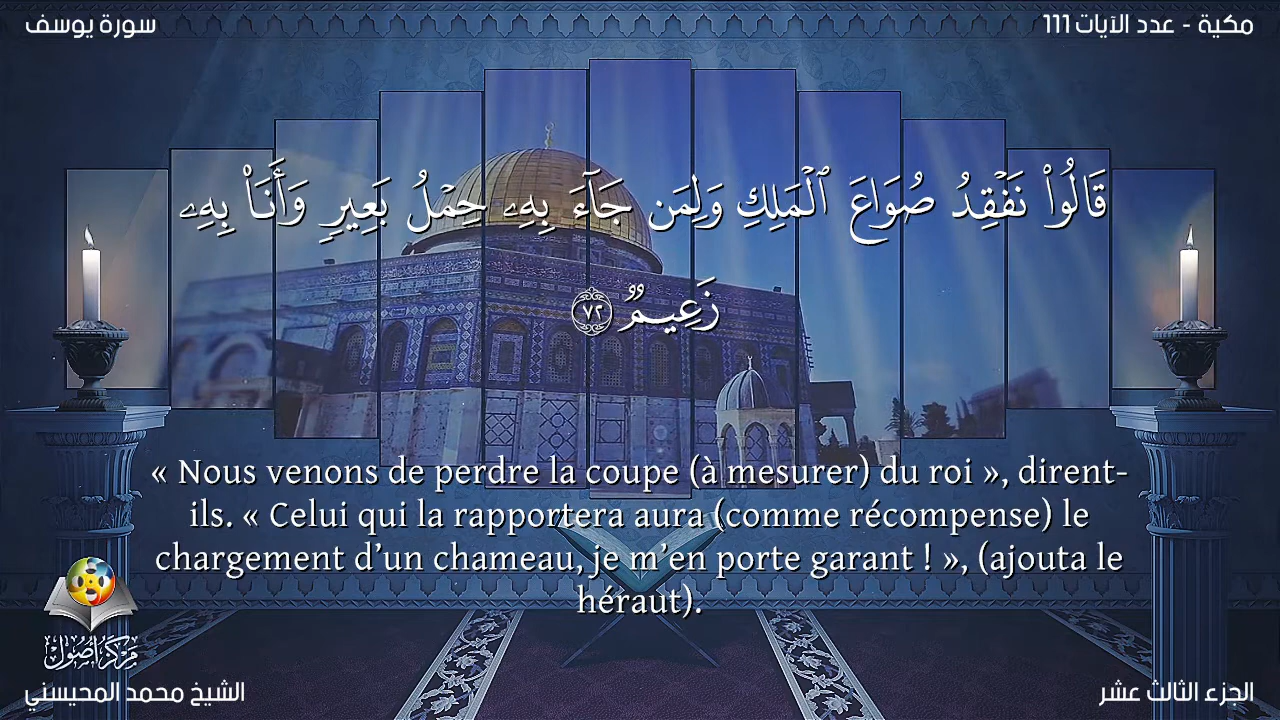 سورة يوسف
مكية - عدد الآيات 111
قَالُوا۟ نَفْقِدُ صُوَاعَ ٱلْمَلِكِ وَلِمَن جَآءَ بِهِۦ حِمْلُ بَعِيرٍ وَأَنَا۠ بِهِۦ
زَعِيمٌ ٧٢
« Nous venons de perdre la coupe (à mesurer) du roi », dirent-
ils. « Celui qui la rapportera aura (comme récompense) le
chargement d’un chameau, je m’en porte garant ! », (ajouta le
héraut).
مركز أصول
الشيخ محمد المحيسني
الجزء الثالث عشر